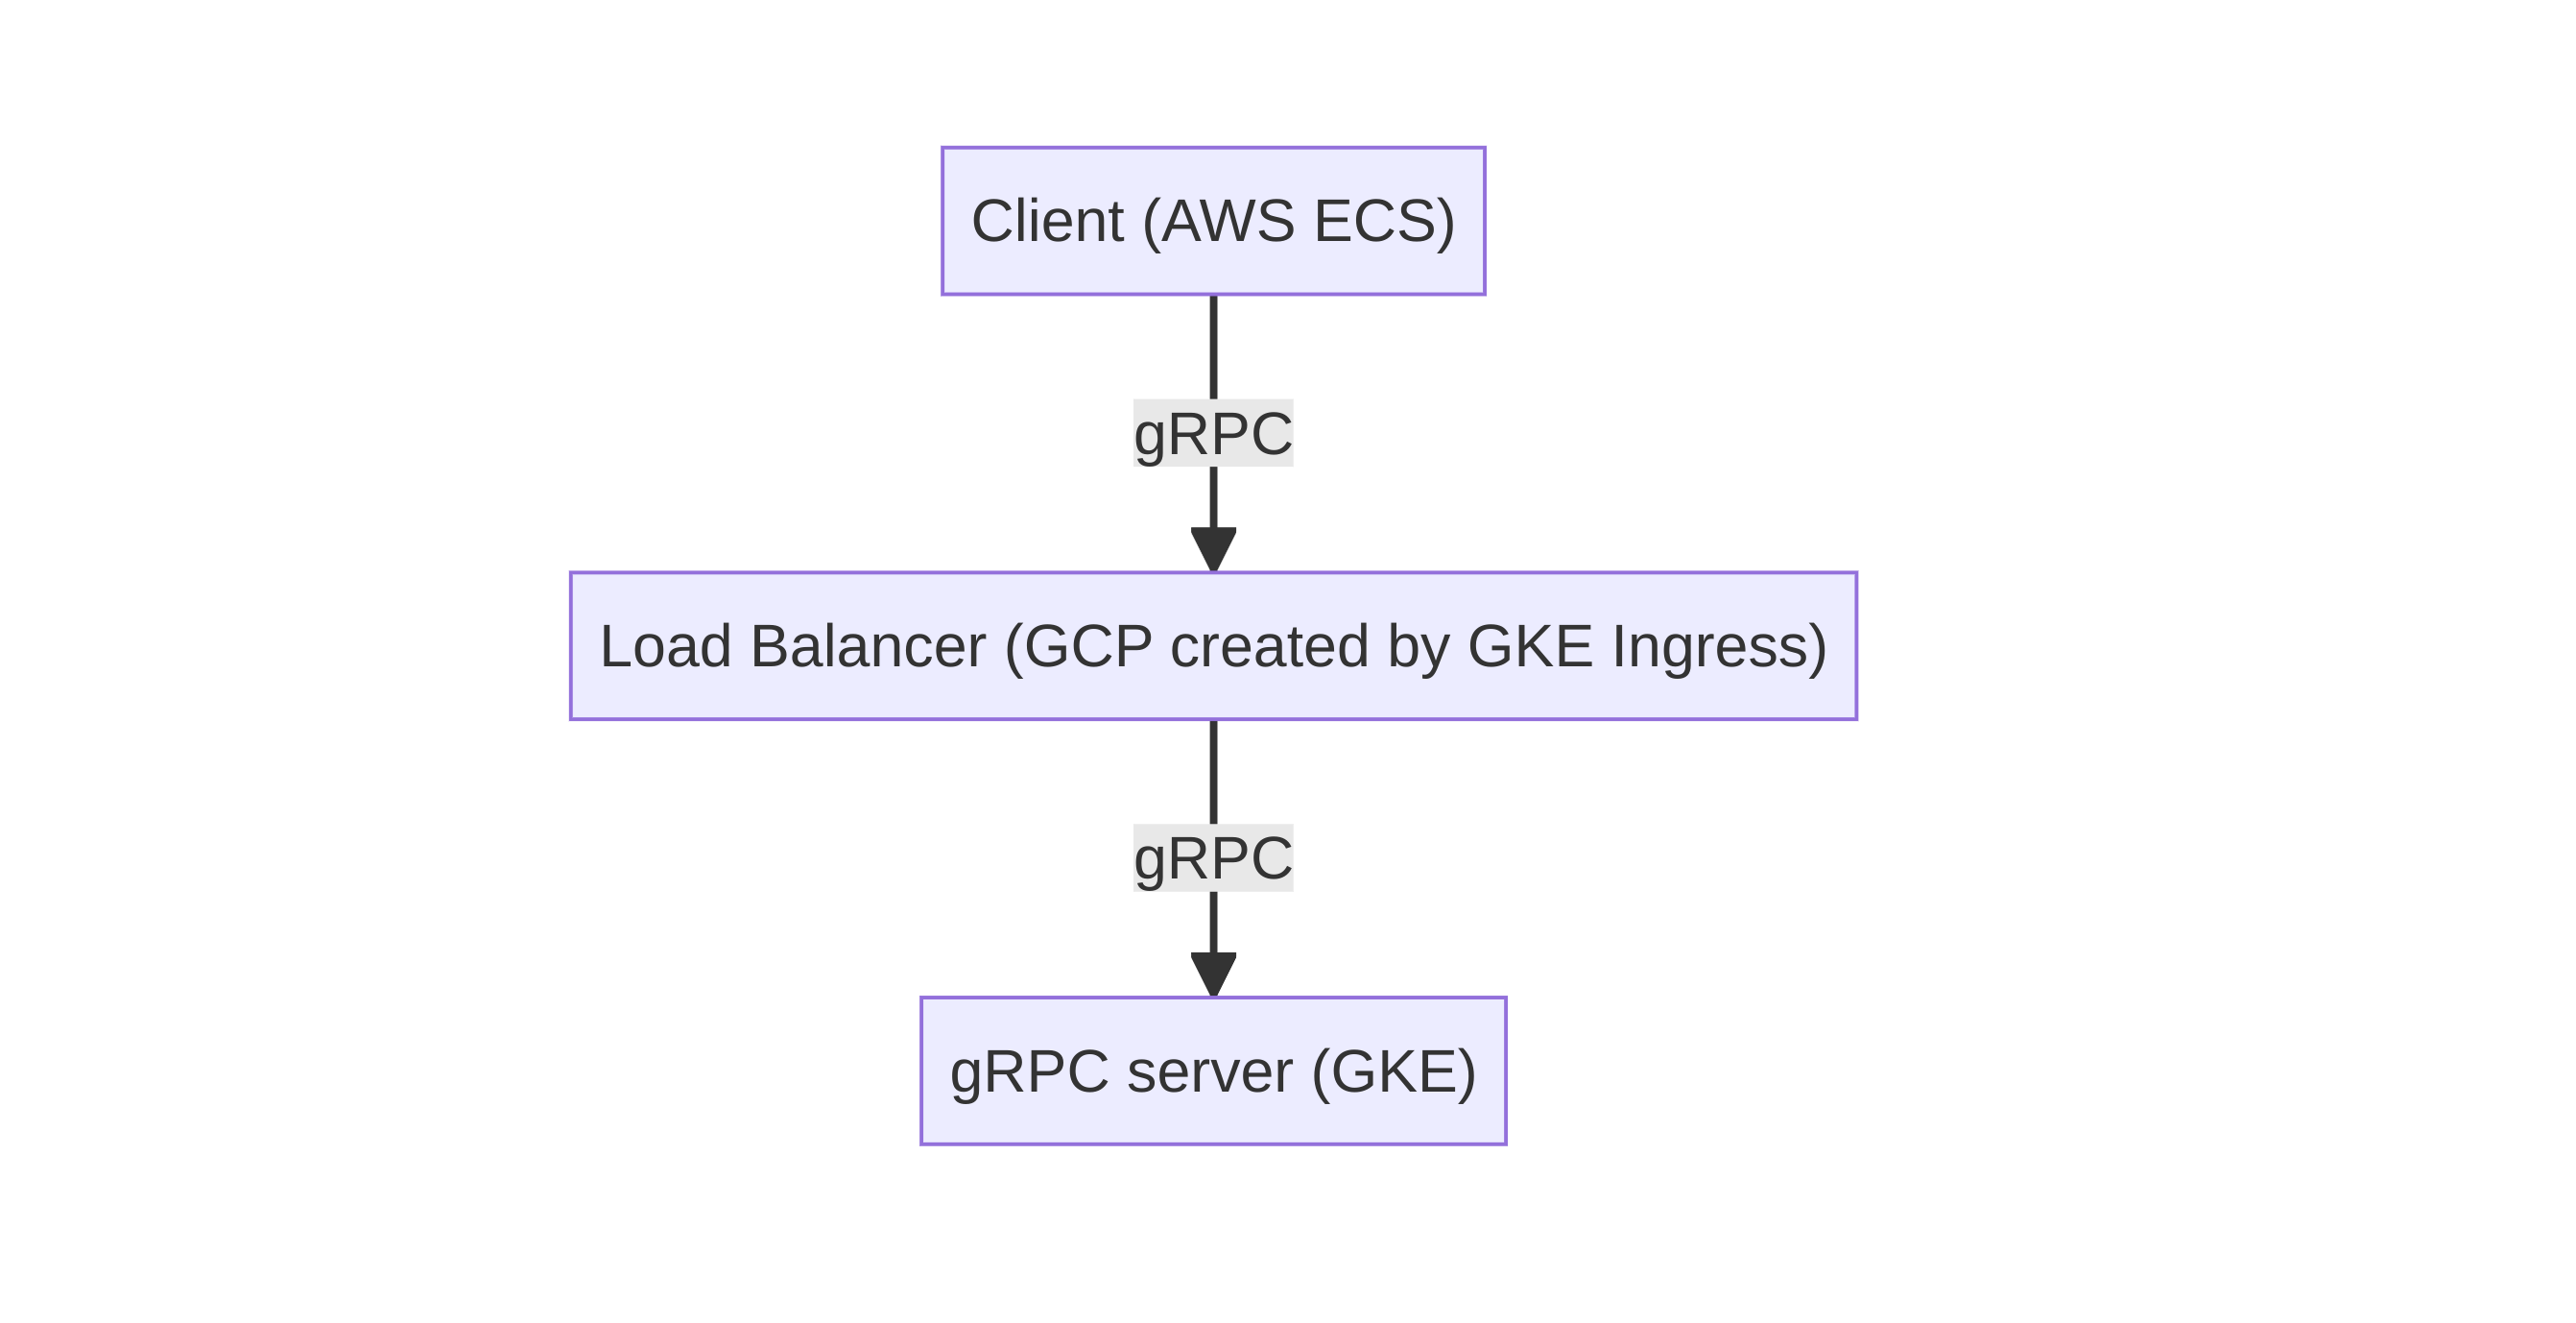 Client (AWS ECS)
gRPC
Load Balancer (GCP created by GKE Ingress)
gRPC
gRPC server (GKE)